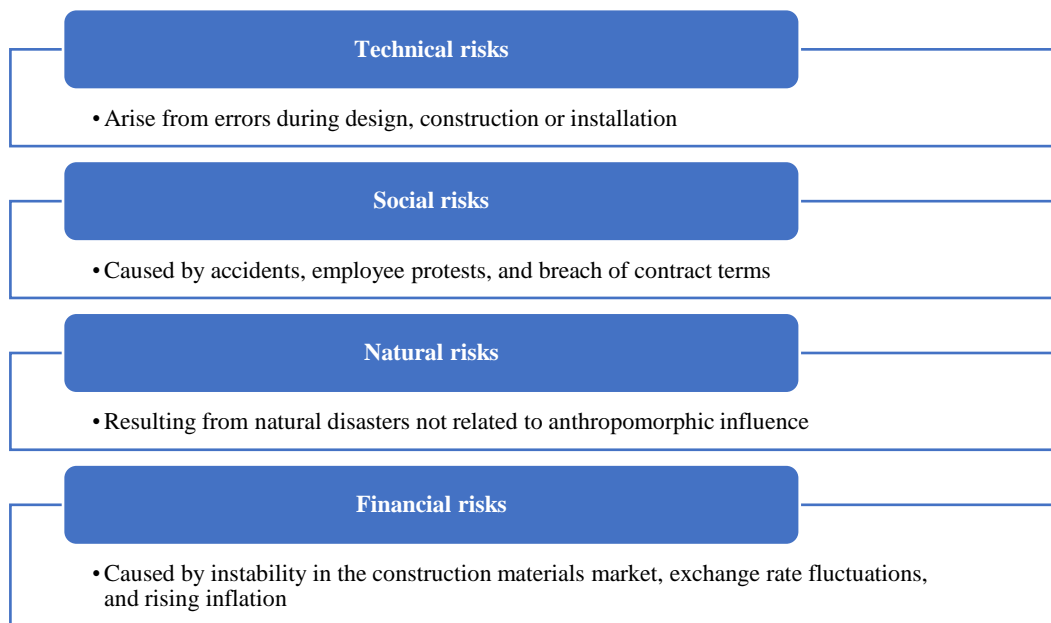 Technical risks
• Arise from errors during design, construction or installation
Social risks
• Caused by accidents, employee protests, and breach of contract terms
Natural risks
• Resulting from natural disasters not related to anthropomorphic influence
Financial risks
• Caused by instability in the construction materials market, exchange rate fluctuations,
and rising inflation